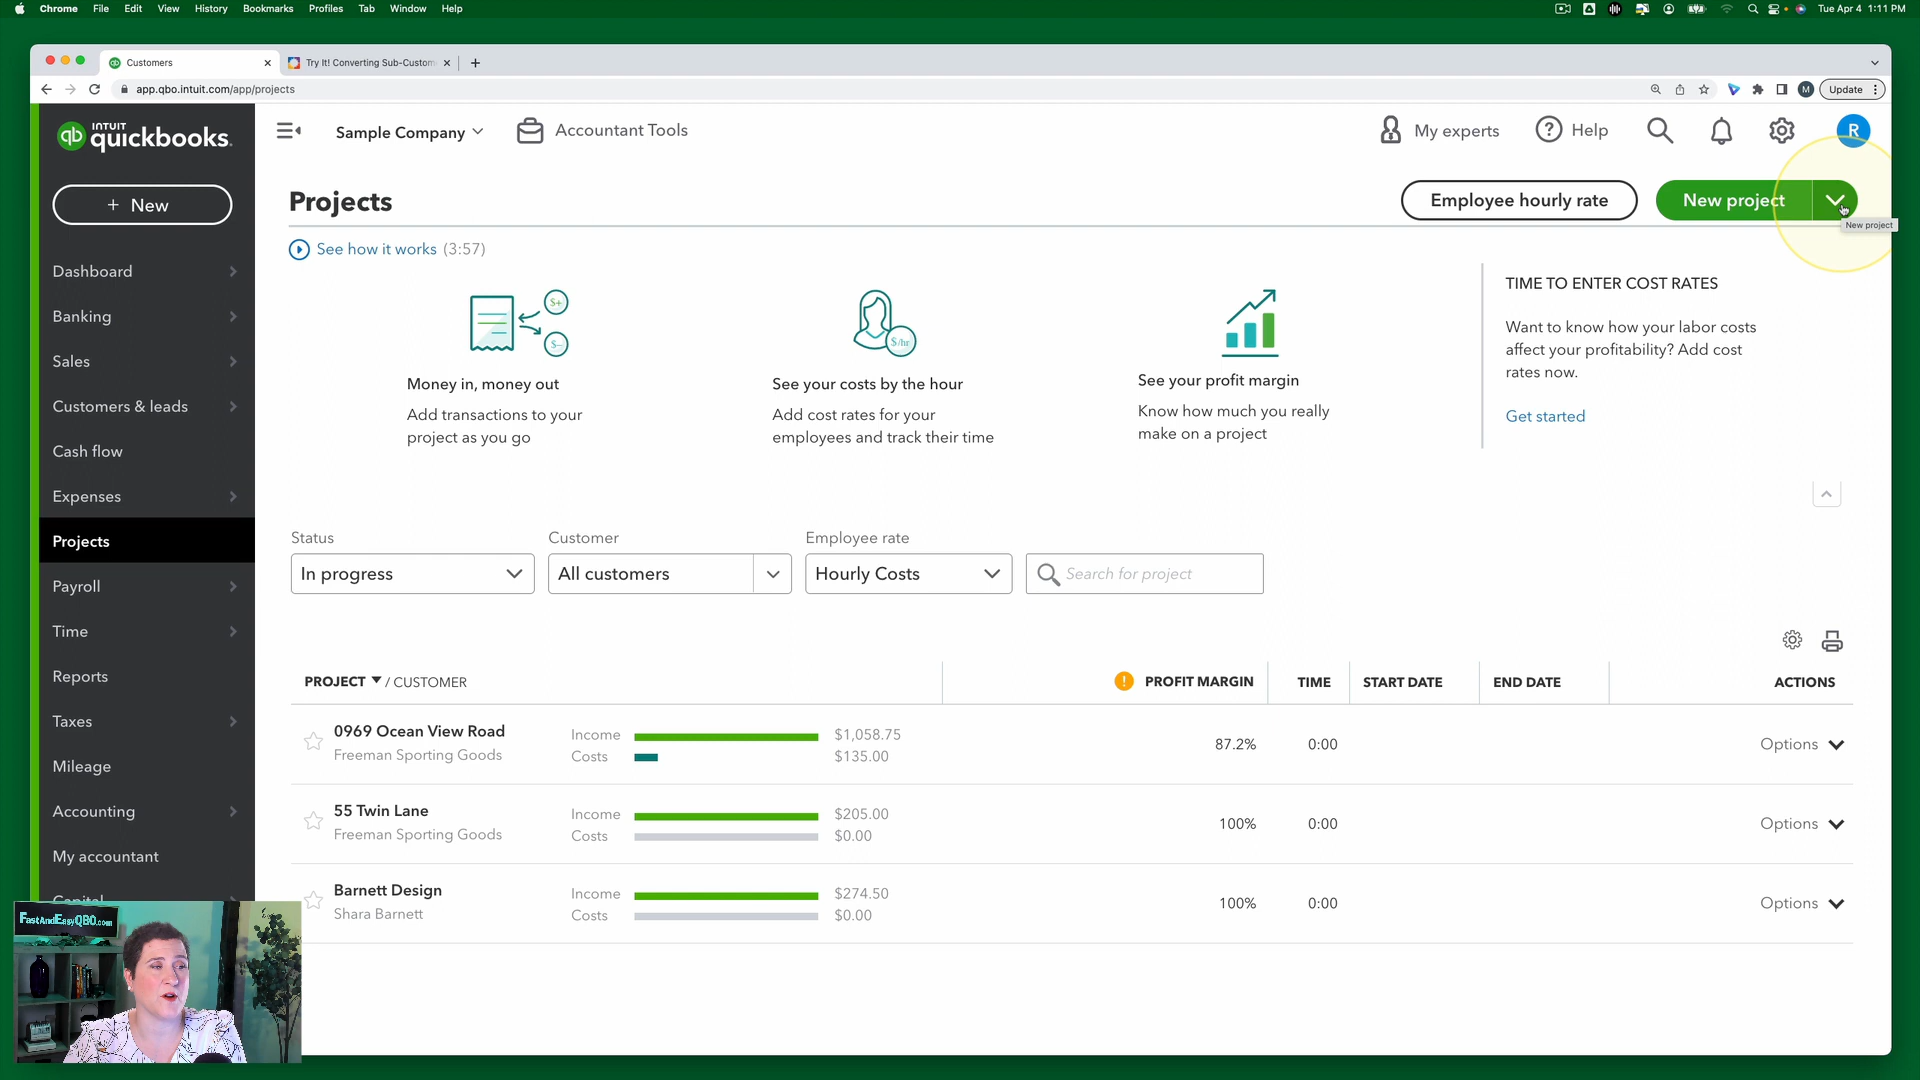 Chrome File Edit View History Bookmarks Profiles Tab Window Help
Tue Apr 4 1:11 PM
Customers
Try It! Converting Sub-Custom
app.qbo.intuit.com/app/projects
M
Update
INTUIT
qb quickbooks.
Sample Company
Accountant Tools
My experts
Help
R
+ New
Projects
Employee hourly rate
New project
New project
See how it works (3:57)
Dashboard
Banking
Sales
Customers & leads
Cash flow
Expenses
Projects
Payroll
Time
Reports
Taxes
Mileage
Accounting
My accountant
Capital
$+
$-
$/hr
Money in, money out
Add transactions to your
project as you go
See your costs by the hour
Add cost rates for your
employees and track their time
See your profit margin
Know how much you really
make on a project
TIME TO ENTER COST RATES
Want to know how your labor costs
affect your profitability? Add cost
rates now.
Get started
Status
In progress
Customer
All customers
Employee rate
Hourly Costs
Search for project
PROJECT / CUSTOMER
! PROFIT MARGIN
TIME
START DATE
END DATE
ACTIONS
0969 Ocean View Road
Freeman Sporting Goods
Income $1,058.75
Costs $135.00
87.2%
0:00
Options
55 Twin Lane
Freeman Sporting Goods
Income $205.00
Costs $0.00
100%
0:00
Options
Barnett Design
Shara Barnett
Income $274.50
Costs $0.00
100%
0:00
Options
FastAndEasyQBO.com